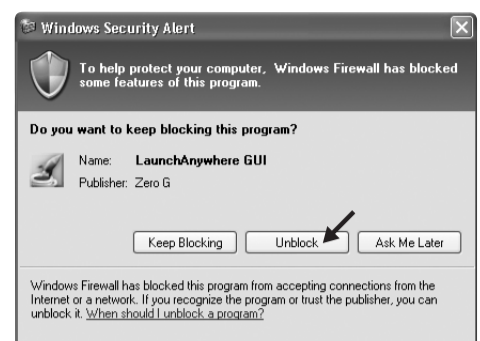 Windows Security Alert
To help protect your computer, Windows Firewall has blocked
some features of this program.
Do you want to keep blocking this program?
Name: LaunchAnywhere GUI
Publisher: Zero G
Keep Blocking Unblock Ask Me Later
Windows Firewall has blocked this program from accepting connections from the
Internet or a network. If you recognize the program or trust the publisher, you can
unblock it. When should I unblock a program?